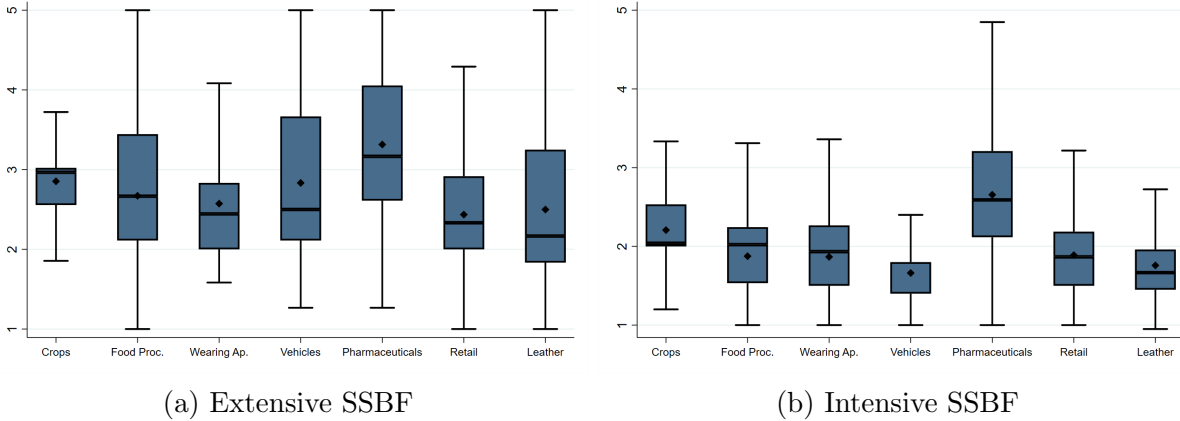 5
4
3
2
1
Crops Food Proc. Wearing Ap. Vehicles Pharmaceuticals Retail Leather
(a) Extensive SSBF
5
4
3
2
1
Crops Food Proc. Wearing Ap. Vehicles Pharmaceuticals Retail Leather
(b) Intensive SSBF